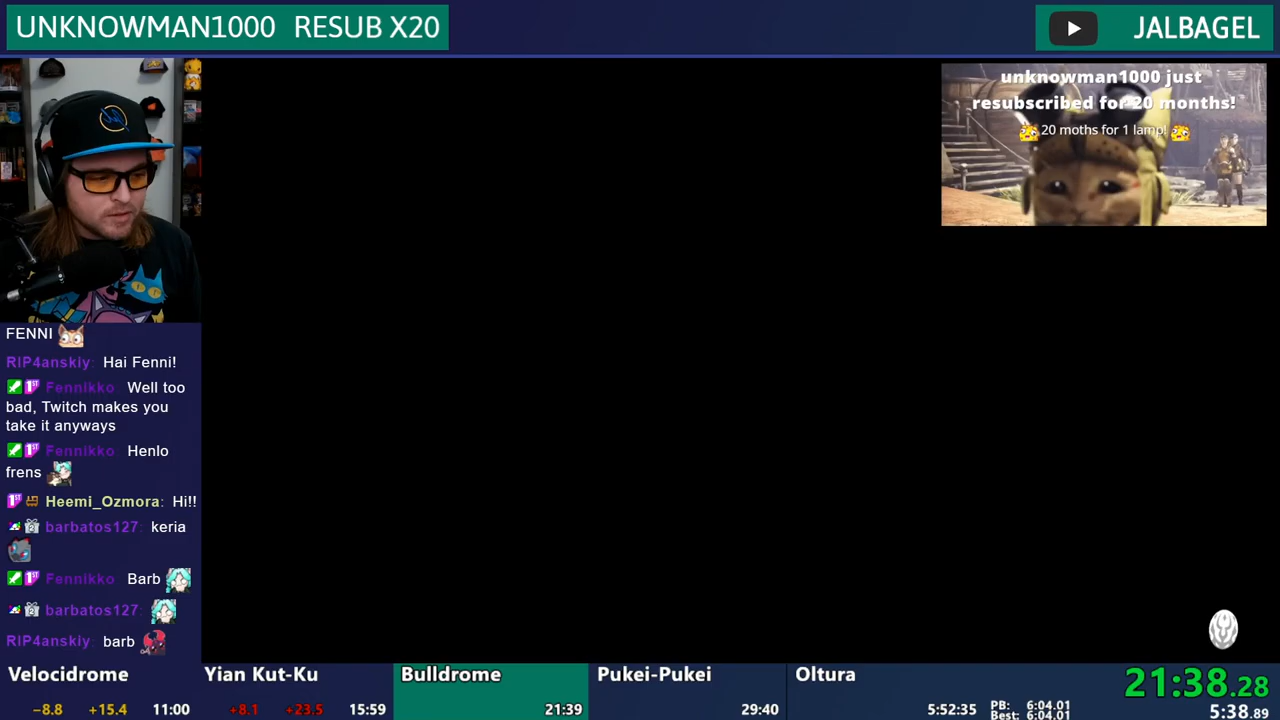 UNKNOWMAN1000 RESUB X20
JALBAGEL
unknowman1000 just
resubscribed for 20 months!
20 moths for 1 lamp!
FENNI
RIP4anskiy: Hai Fenni!
Fennikko: Well too
bad, Twitch makes you
take it anyways
Fennikko: Henlo
frens
Heemi_Ozmora: Hi!!
barbatos127: keria
Fennikko: Barb
barbatos127:
RIP4anskiy: barb
Velocidrome
−8.8 +15.4 11:00
Yian Kut-Ku
+8.1 +23.5 15:59
Bulldrome
21:39
Pukei-Pukei
29:40
Oltura
5:52:35
21:38.28
PB: 6:04.01
Best: 6:04.01
5:38.89